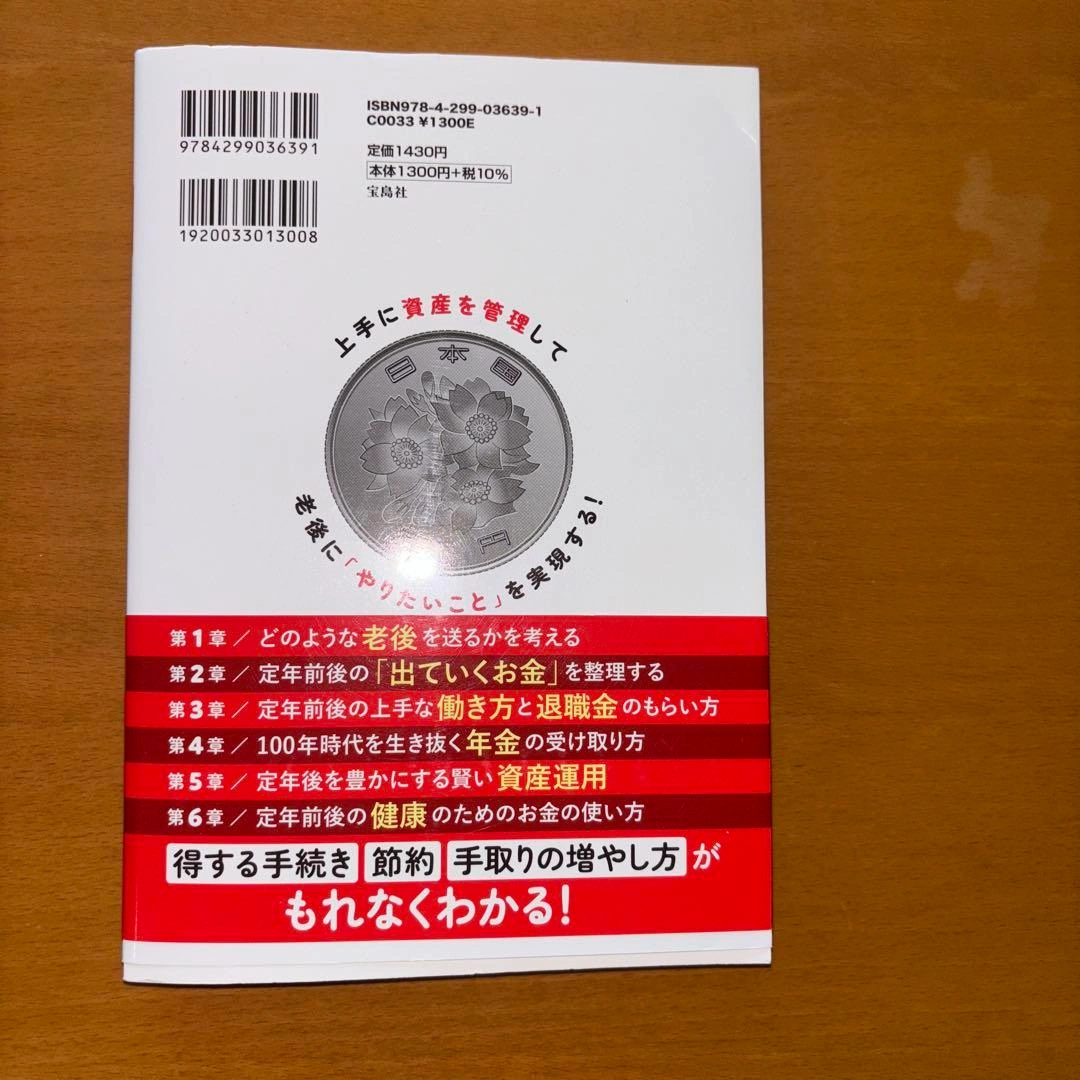 ISBN978-4-299-03639-1
C0033 ¥1300E
9784299036391
定価1430円
本体1300円+税10%
宝島社
1920033013008
上手に資産を管理して
日本国
円
老後に「やりたいこと」を実現する!
第1章/どのような老後を送るかを考える
第2章/定年前後の「出ていくお金」を整理する
第3章/定年前後の上手な働き方と退職金のもらい方
第4章/100年時代を生き抜く年金の受け取り方
第5章/定年後を豊かにする賢い資産運用
第6章/定年前後の健康のためのお金の使い方
得する手続き 節約 手取りの増やし方が
もれなくわかる!